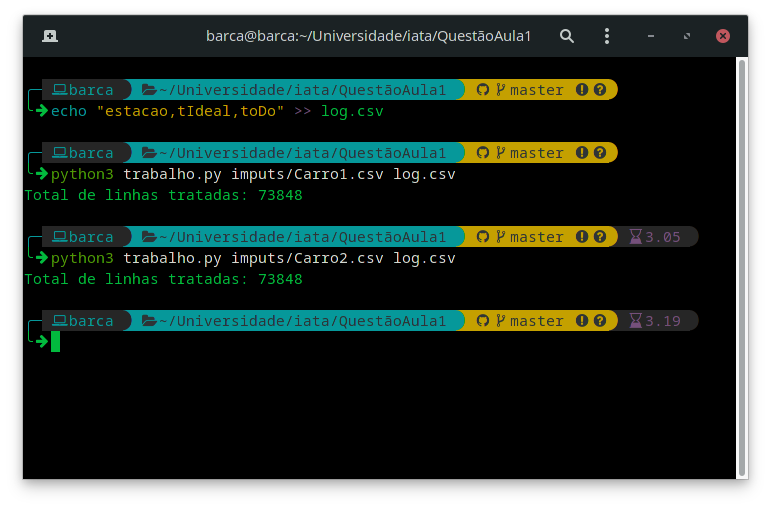 barca@barca:~/Universidade/iata/QuestãoAula1
barca ~/Universidade/iata/QuestãoAula1 master
echo "estacao,tIdeal,toDo" >> log.csv
barca ~/Universidade/iata/QuestãoAula1 master
python3 trabalho.py imputs/Carro1.csv log.csv
Total de linhas tratadas: 73848
barca ~/Universidade/iata/QuestãoAula1 master 3.05
python3 trabalho.py imputs/Carro2.csv log.csv
Total de linhas tratadas: 73848
barca ~/Universidade/iata/QuestãoAula1 master 3.19